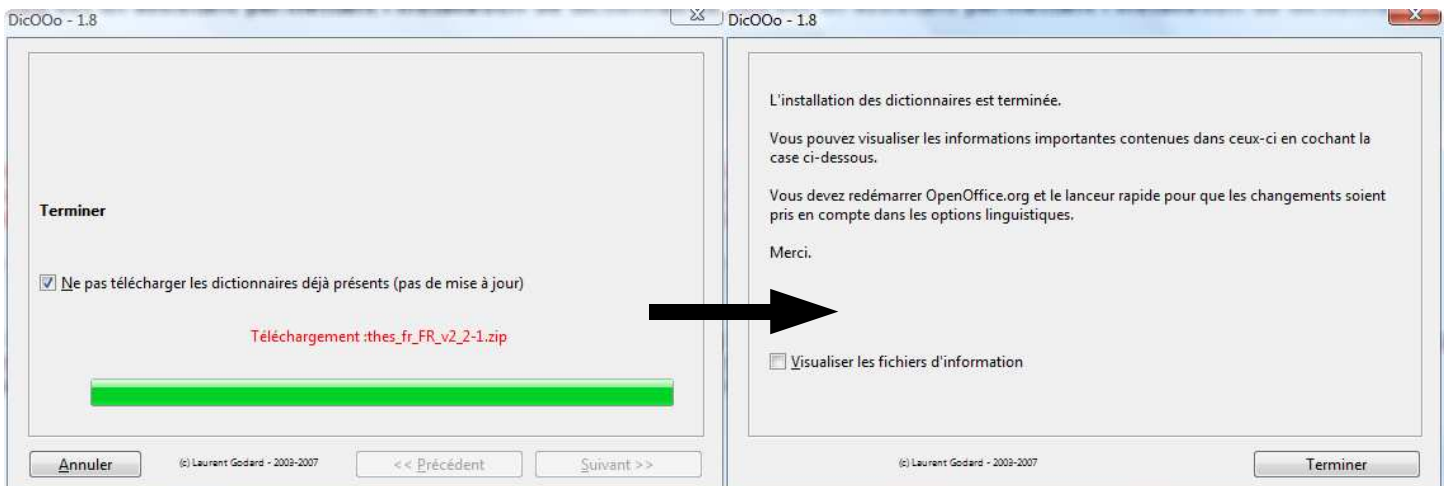 DicOOo - 1.8
Terminer
Ne pas télécharger les dictionnaires déjà présents (pas de mise à jour)
Téléchargement :thes_fr_FR_v2_2-1.zip
Annuler
(c) Laurent Godard - 2003-2007
<< Précédent
Suivant >>
DicOOo - 1.8
L'installation des dictionnaires est terminée.
Vous pouvez visualiser les informations importantes contenues dans ceux-ci en cochant la
case ci-dessous.
Vous devez redémarrer OpenOffice.org et le lanceur rapide pour que les changements soient
pris en compte dans les options linguistiques.
Merci.
Visualiser les fichiers d'information
(c) Laurent Godard - 2003-2007
Terminer